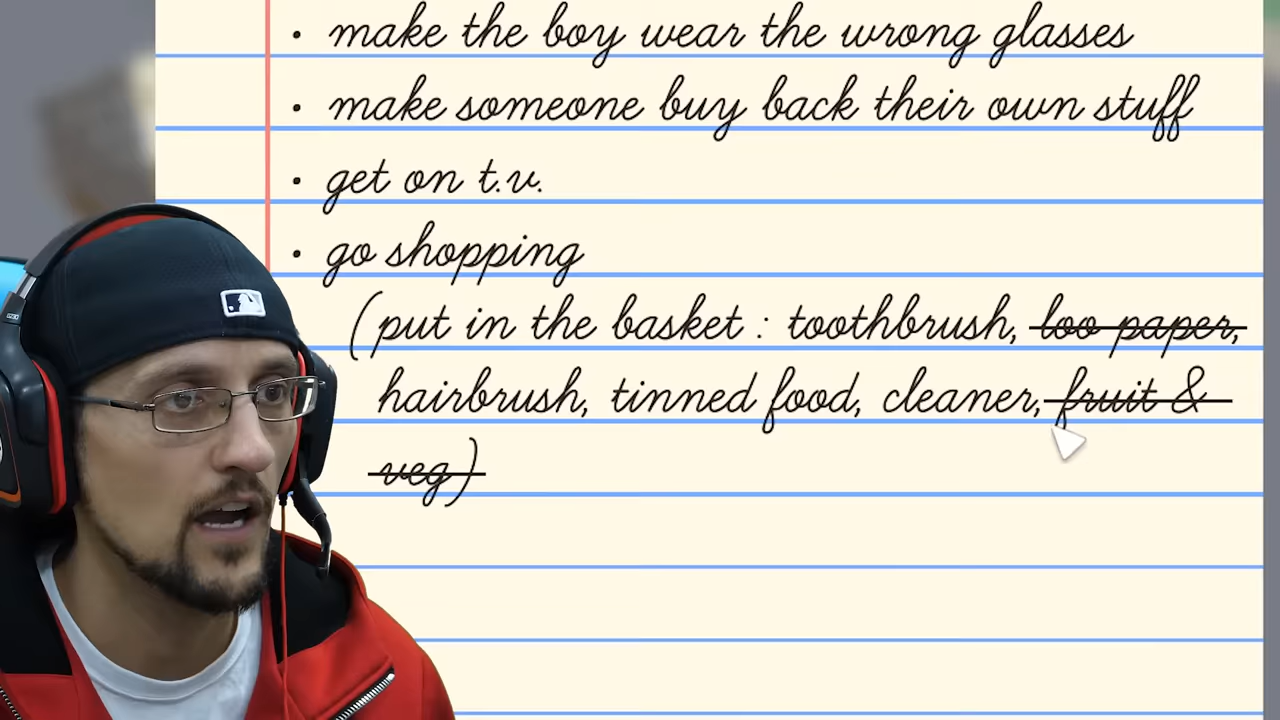 • make the boy wear the wrong glasses
• make someone buy back their own stuff
• get on t.v.
• go shopping
(put in the basket : toothbrush, loo paper,
hairbrush, tinned food, cleaner, fruit &
veg)